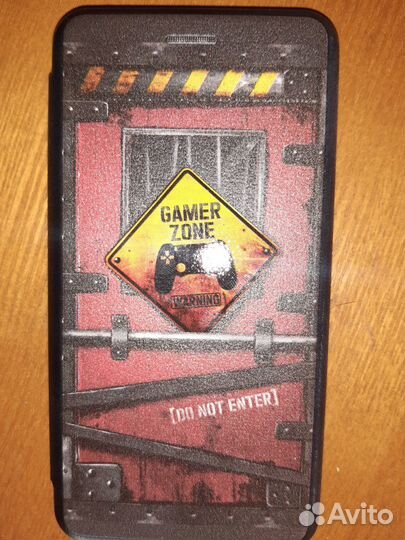 GAMER
ZONE
WARNING
[DO NOT ENTER]
Avito